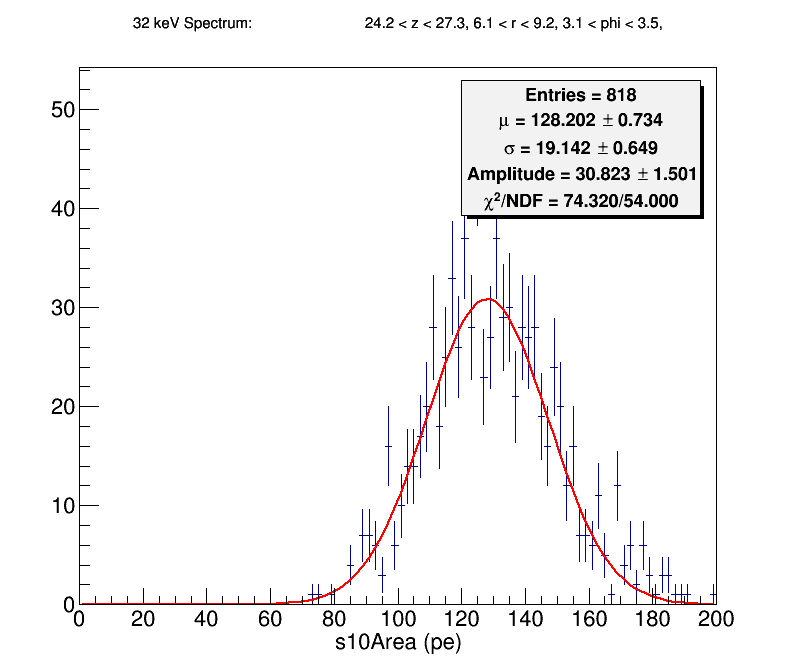 32 keV Spectrum: 24.2 < z < 27.3, 6.1 < r < 9.2, 3.1 < phi < 3.5,
Entries = 818
μ = 128.202 ± 0.734
σ = 19.142 ± 0.649
Amplitude = 30.823 ± 1.501
χ²/NDF = 74.320/54.000
50
40
30
20
10
0
0 20 40 60 80 100 120 140 160 180 200
s10Area (pe)